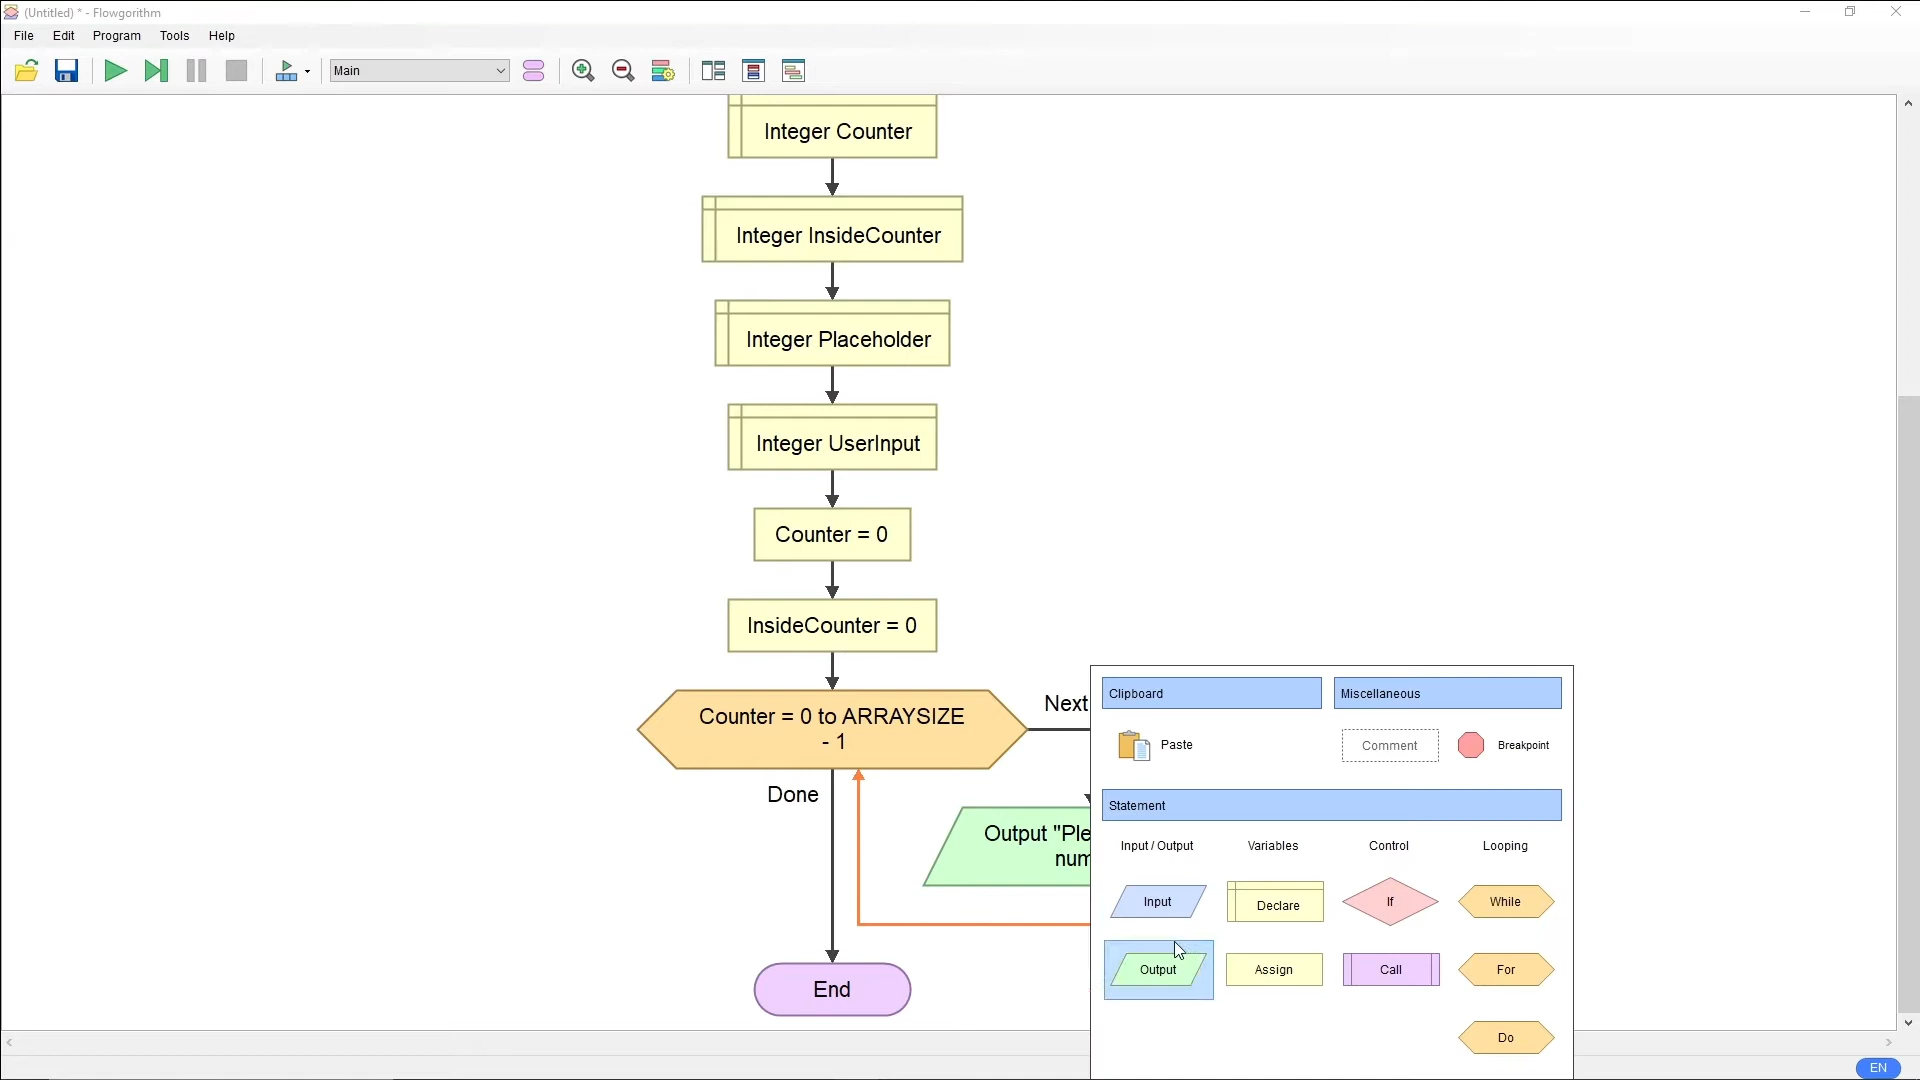 (Untitled) * - Flowgorithm
File Edit Program Tools Help
Main
Integer Counter
Integer InsideCounter
Integer Placeholder
Integer UserInput
Counter = 0
InsideCounter = 0
Counter = 0 to ARRAYSIZE
- 1
Next
Done
Output "Ple
num
End
Clipboard
Miscellaneous
Paste
Comment
Breakpoint
Statement
Input / Output
Variables
Control
Looping
Input
Declare
If
While
Output
Assign
Call
For
Do
EN